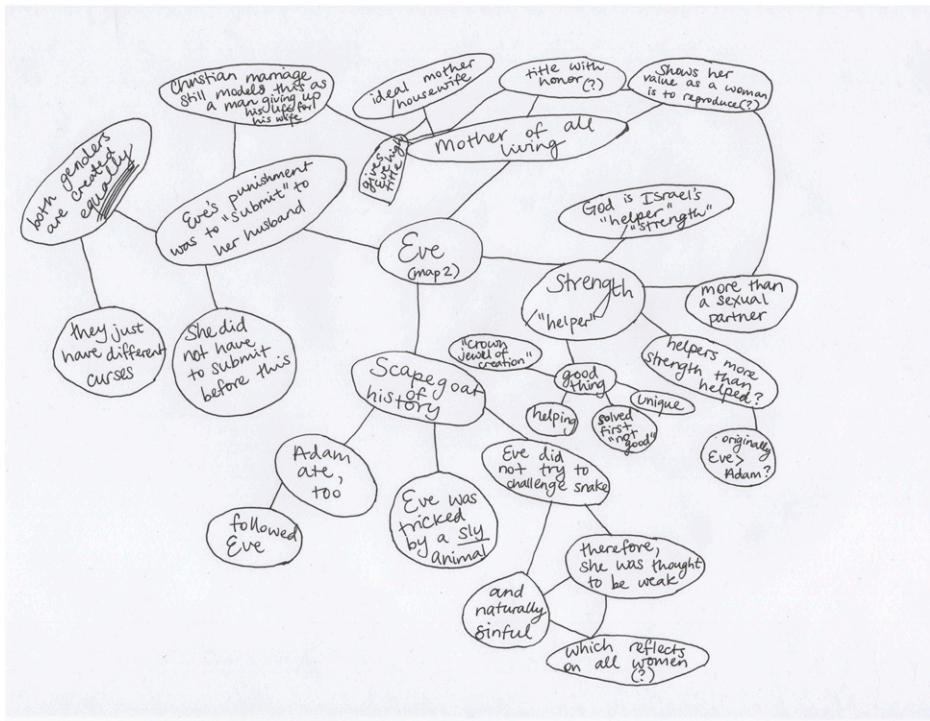 Christian marriage
still models this as
a man giving up
his life for
his wife
ideal mother
/housewife
title with
honor(?)
Shows her
value as a woman
is to reproduce(?)
gives
her high
title
Mother of all
living
both genders
are created
equally
Eve's punishment
was to "submit" to
her husband
God is Israel's
"helper"
"strength"
Eve
(map 2)
Strength
/
"helper"
more than
a sexual
partner
they just
have different
curses
She did
not have
to submit
before this
"crown
jewel of
creation"
good
thing
helpers more
strength than
helped?
helping
solved
first
"not
good"
unique
originally
Eve >
Adam?
Scapegoat
of
history
Adam
ate,
too
followed
Eve
Eve was
tricked
by a sly
animal
Eve did
not try to
challenge snake
therefore,
she was thought
to be weak
and
naturally
sinful
which reflects
on all women
(?)